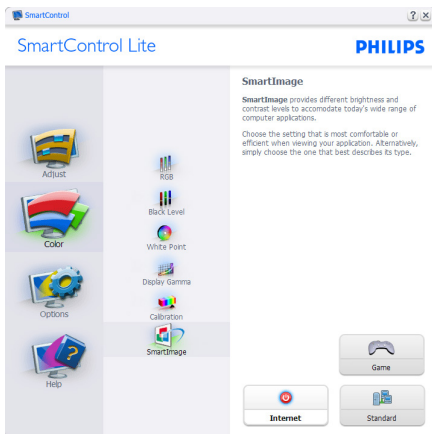 SmartControl
SmartControl Lite
PHILIPS
Adjust
Color
Options
Help
RGB
Black Level
White Point
Display Gamma
Calibration
SmartImage
SmartImage
SmartImage provides different brightness and
contrast levels to accomodate today's wide range of
computer applications.
Choose the setting that is most comfortable or
efficient when viewing your application. Alternatively,
simply choose the one that best describes its type.
Game
Internet
Standard